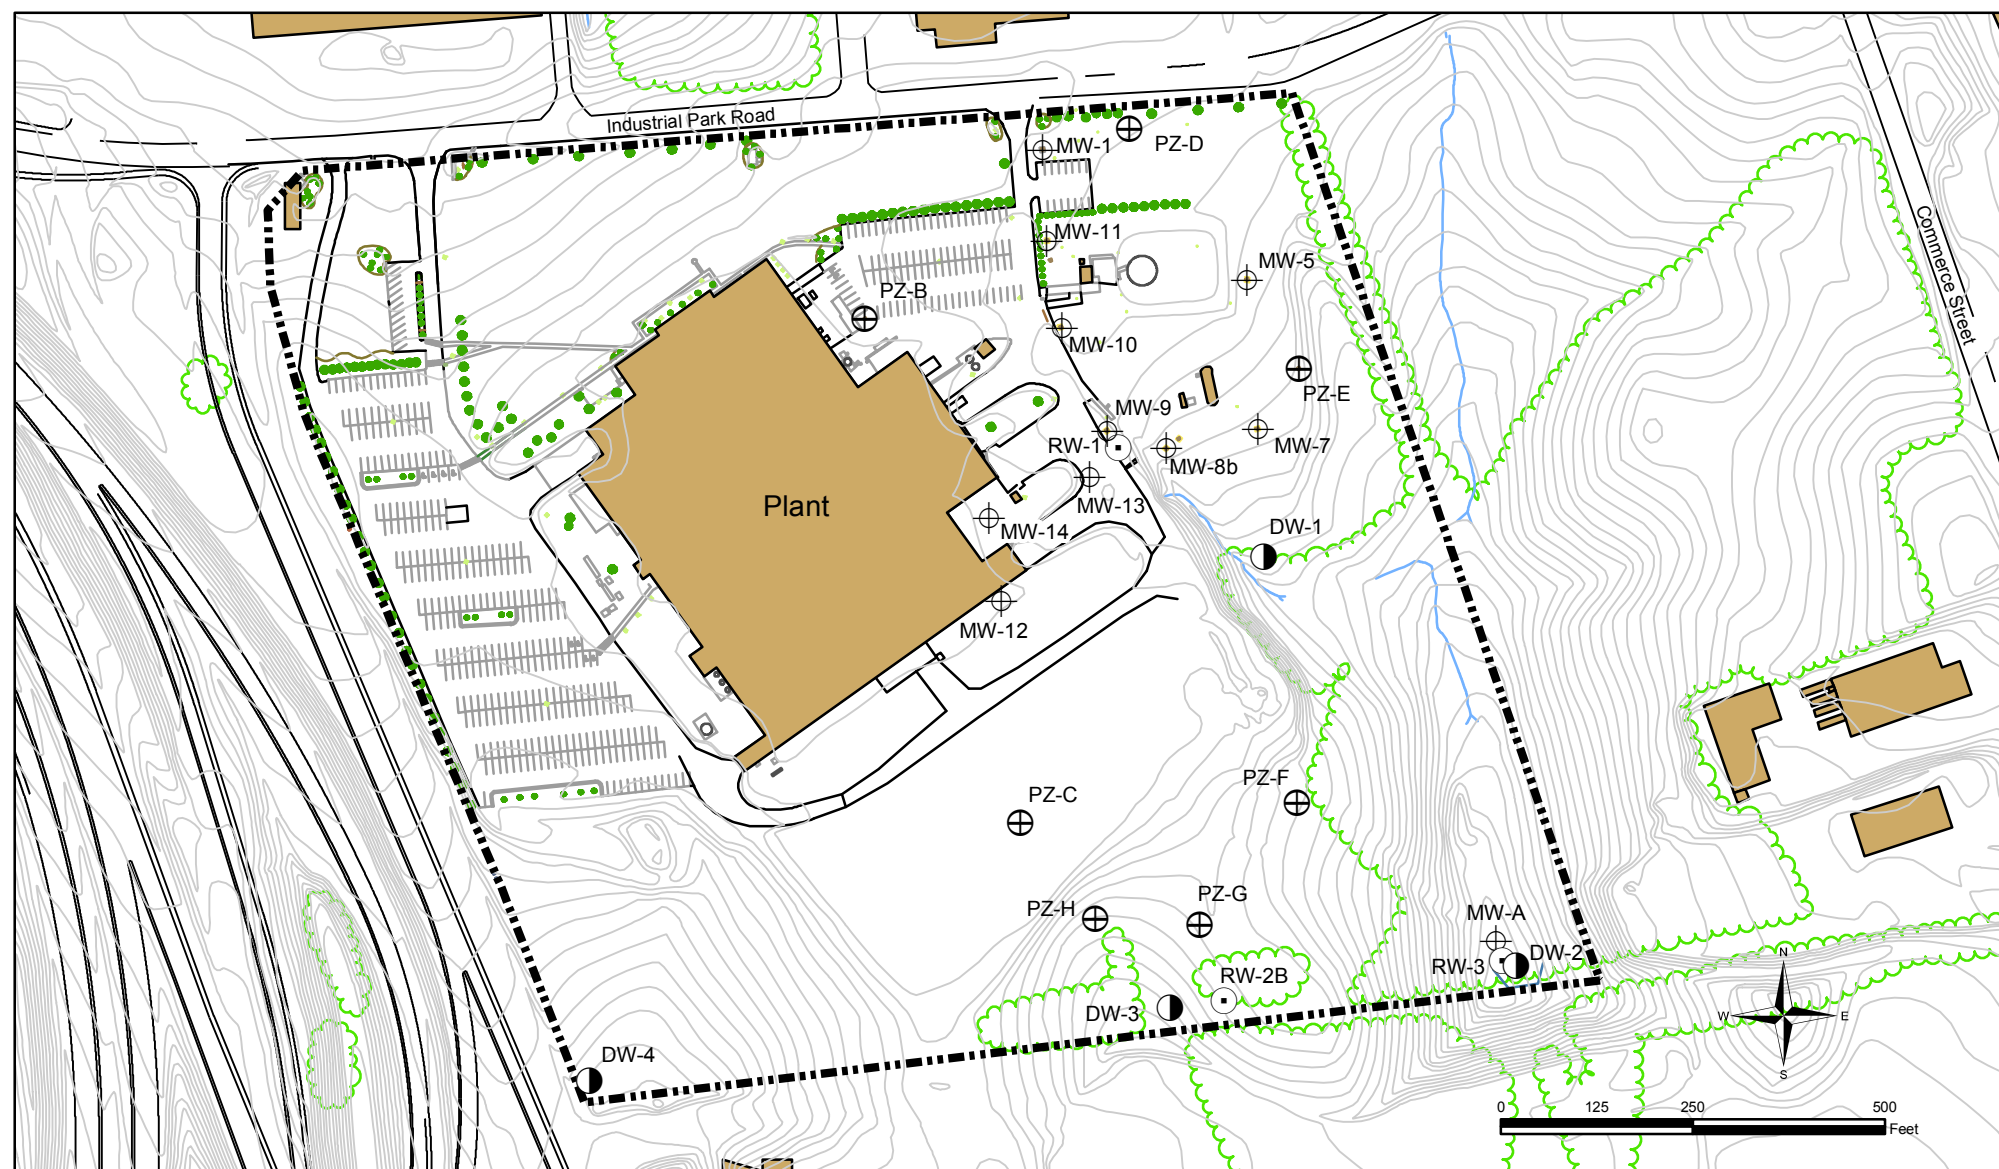 Industrial Park Road
MW-1
PZ-D
Commerce Street
MW-11
MW-5
PZ-B
MW-10
PZ-E
MW-9
RW-1
MW-7
MW-8b
Plant
MW-13
MW-14
DW-1
MW-12
PZ-F
PZ-C
PZ-G
PZ-H
MW-A
RW-3
DW-2
RW-2B
DW-3
DW-4
N
W
E
S
0 125 250 500
Feet